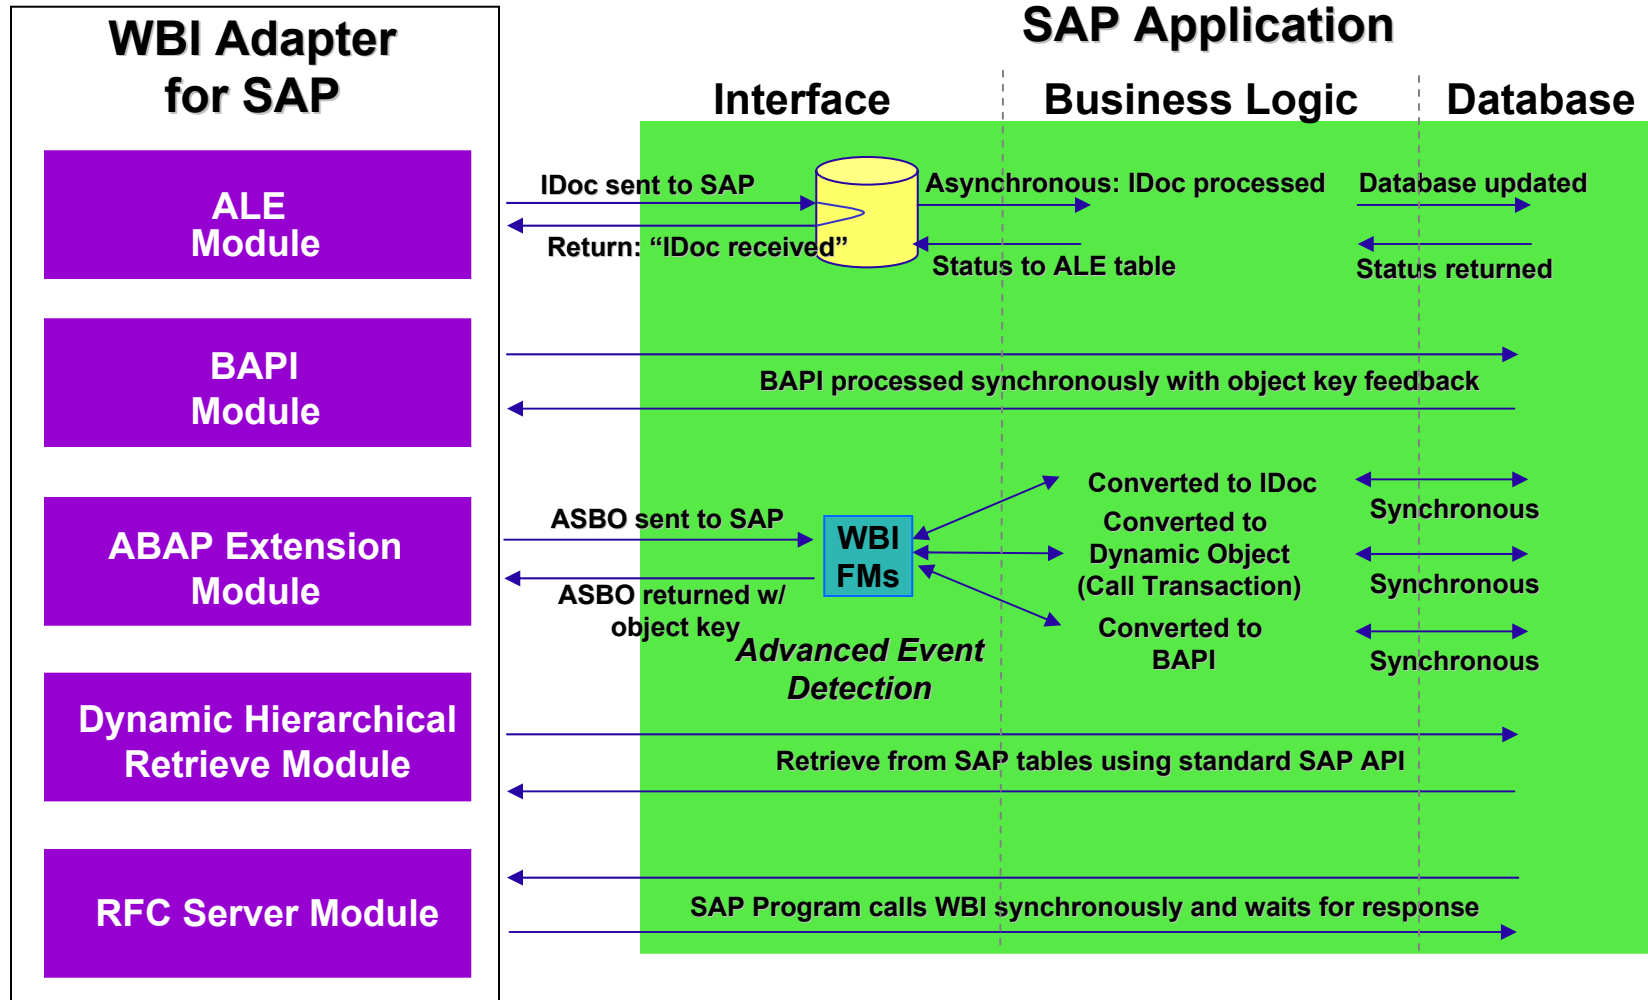 WBI Adapter
for SAP
SAP Application
Interface
Business Logic
Database
ALE
Module
IDoc sent to SAP
Return: “IDoc received”
Asynchronous: IDoc processed
Status to ALE table
Database updated
Status returned
BAPI
Module
BAPI processed synchronously with object key feedback
ABAP Extension
Module
ASBO sent to SAP
ASBO returned w/
object key
WBI
FMs
Advanced Event
Detection
Converted to IDoc
Synchronous
Converted to
Dynamic Object
(Call Transaction)
Synchronous
Converted to
BAPI
Synchronous
Dynamic Hierarchical
Retrieve Module
Retrieve from SAP tables using standard SAP API
RFC Server Module
SAP Program calls WBI synchronously and waits for response